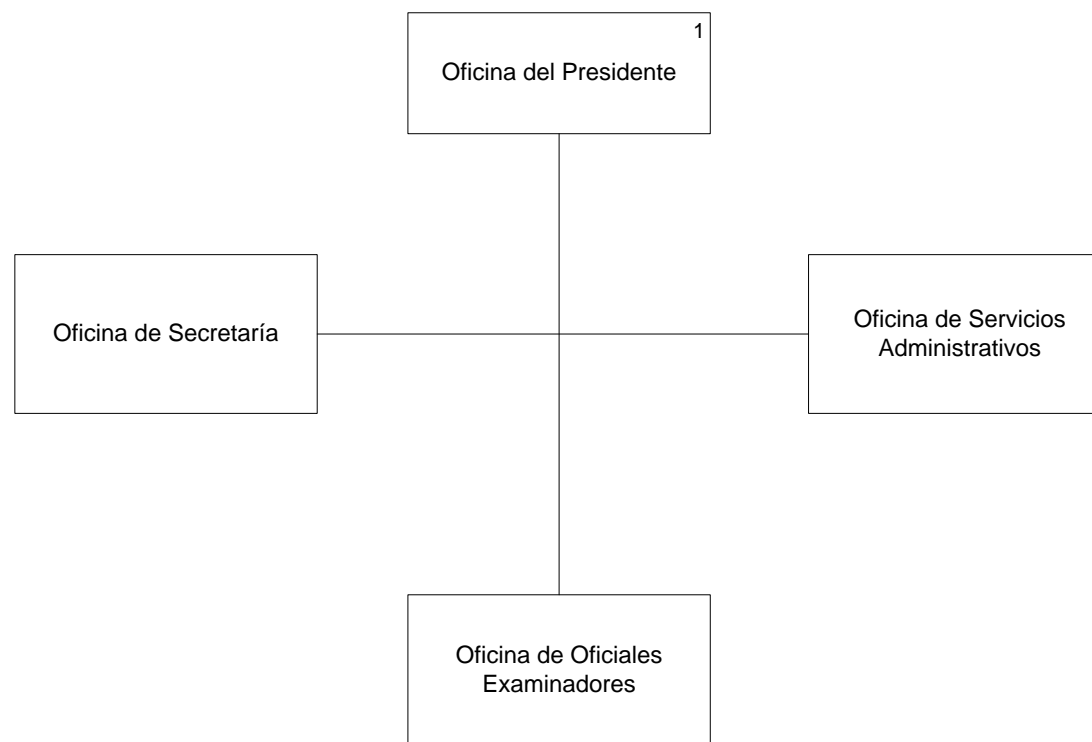 1
Oficina del Presidente
Oficina de Secretaría
Oficina de Servicios
Administrativos
Oficina de Oficiales
Examinadores